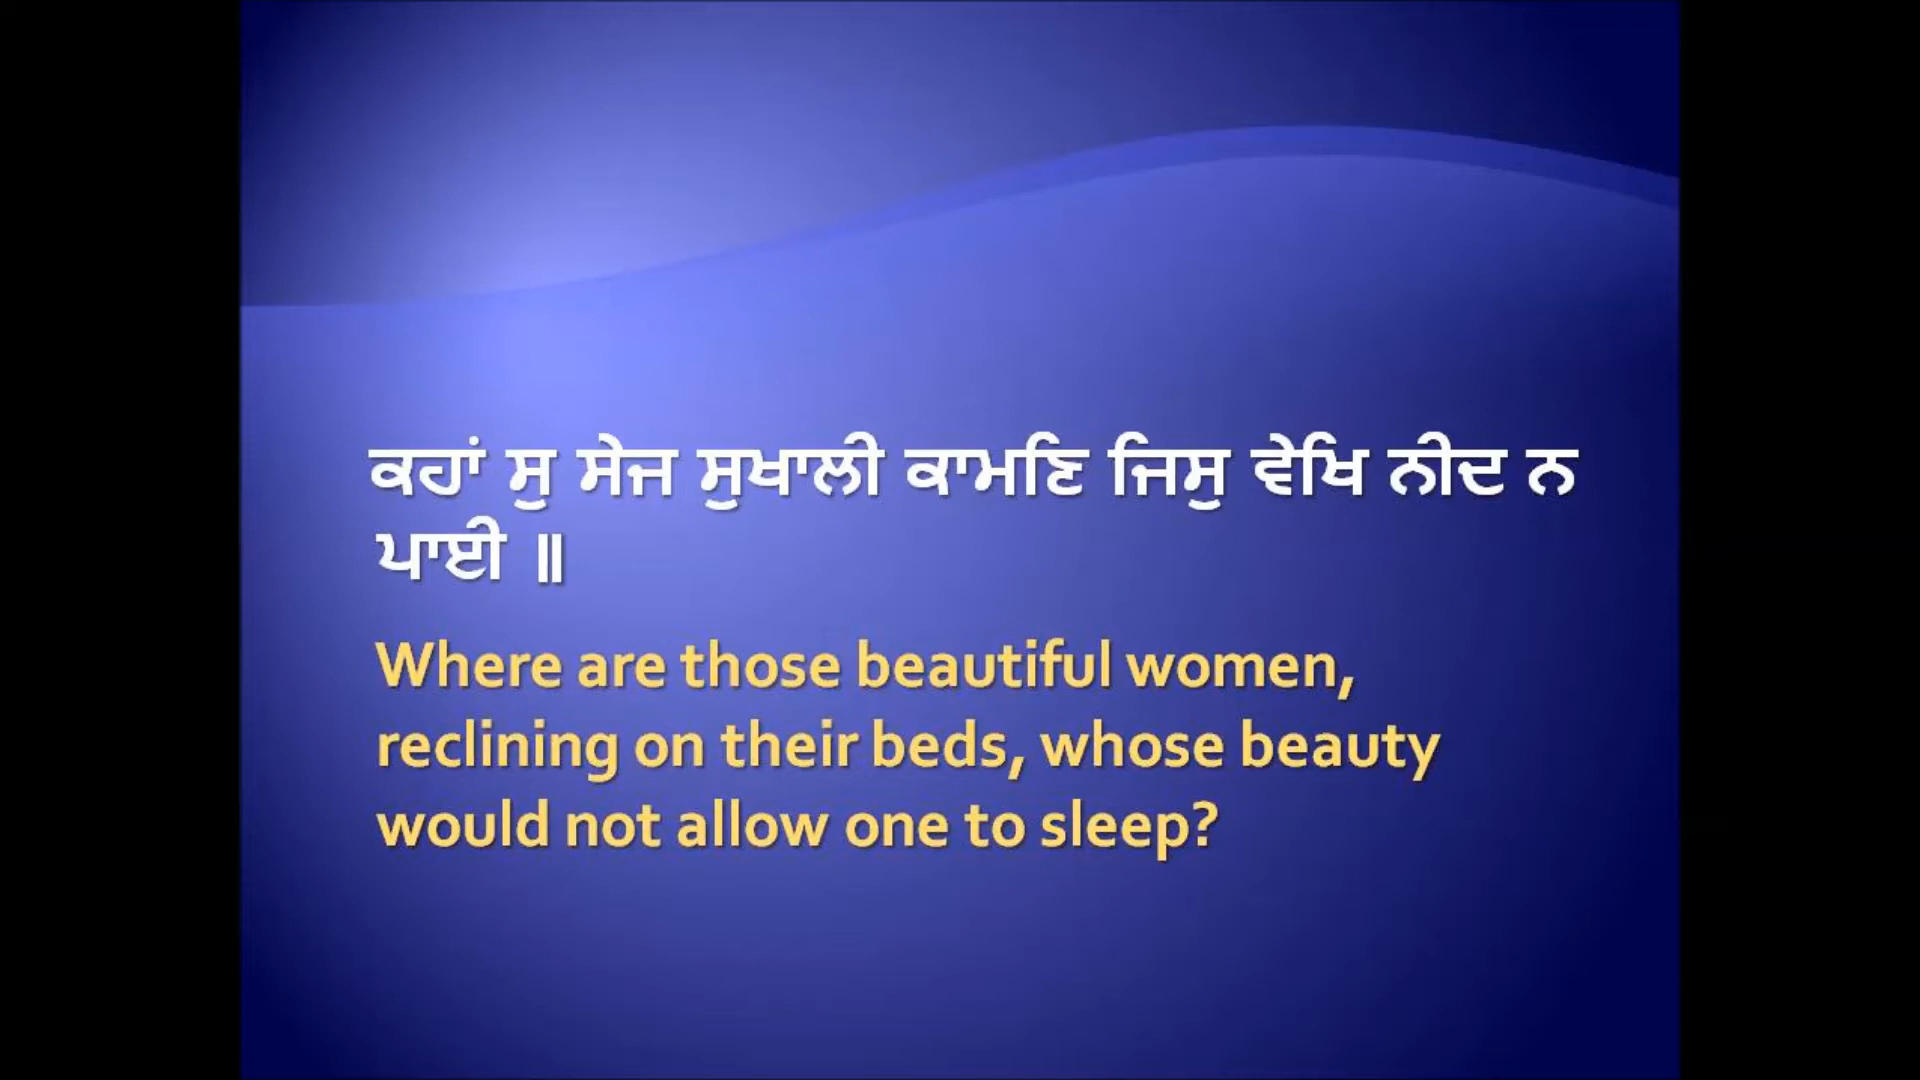 ਕਹਾਂ ਸੁ ਸੇਜ ਸੁਖਾਲੀ ਕਾਮਣਿ ਜਿਸੁ ਵੇਖਿ ਨੀਦ ਨ
ਪਾਈ ॥
Where are those beautiful women,
reclining on their beds, whose beauty
would not allow one to sleep?